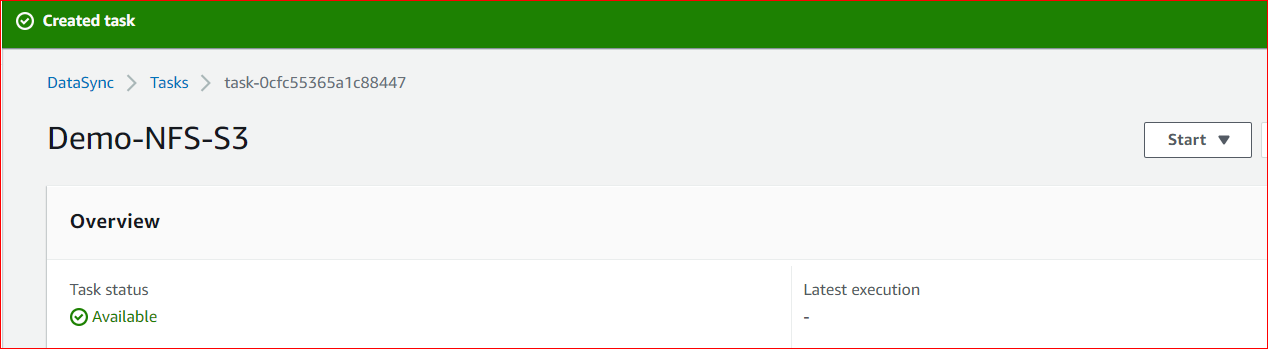 Created task
DataSync > Tasks > task-0cfc55365a1c88447
Demo-NFS-S3
Start
Overview
Task status
Available
Latest execution
-